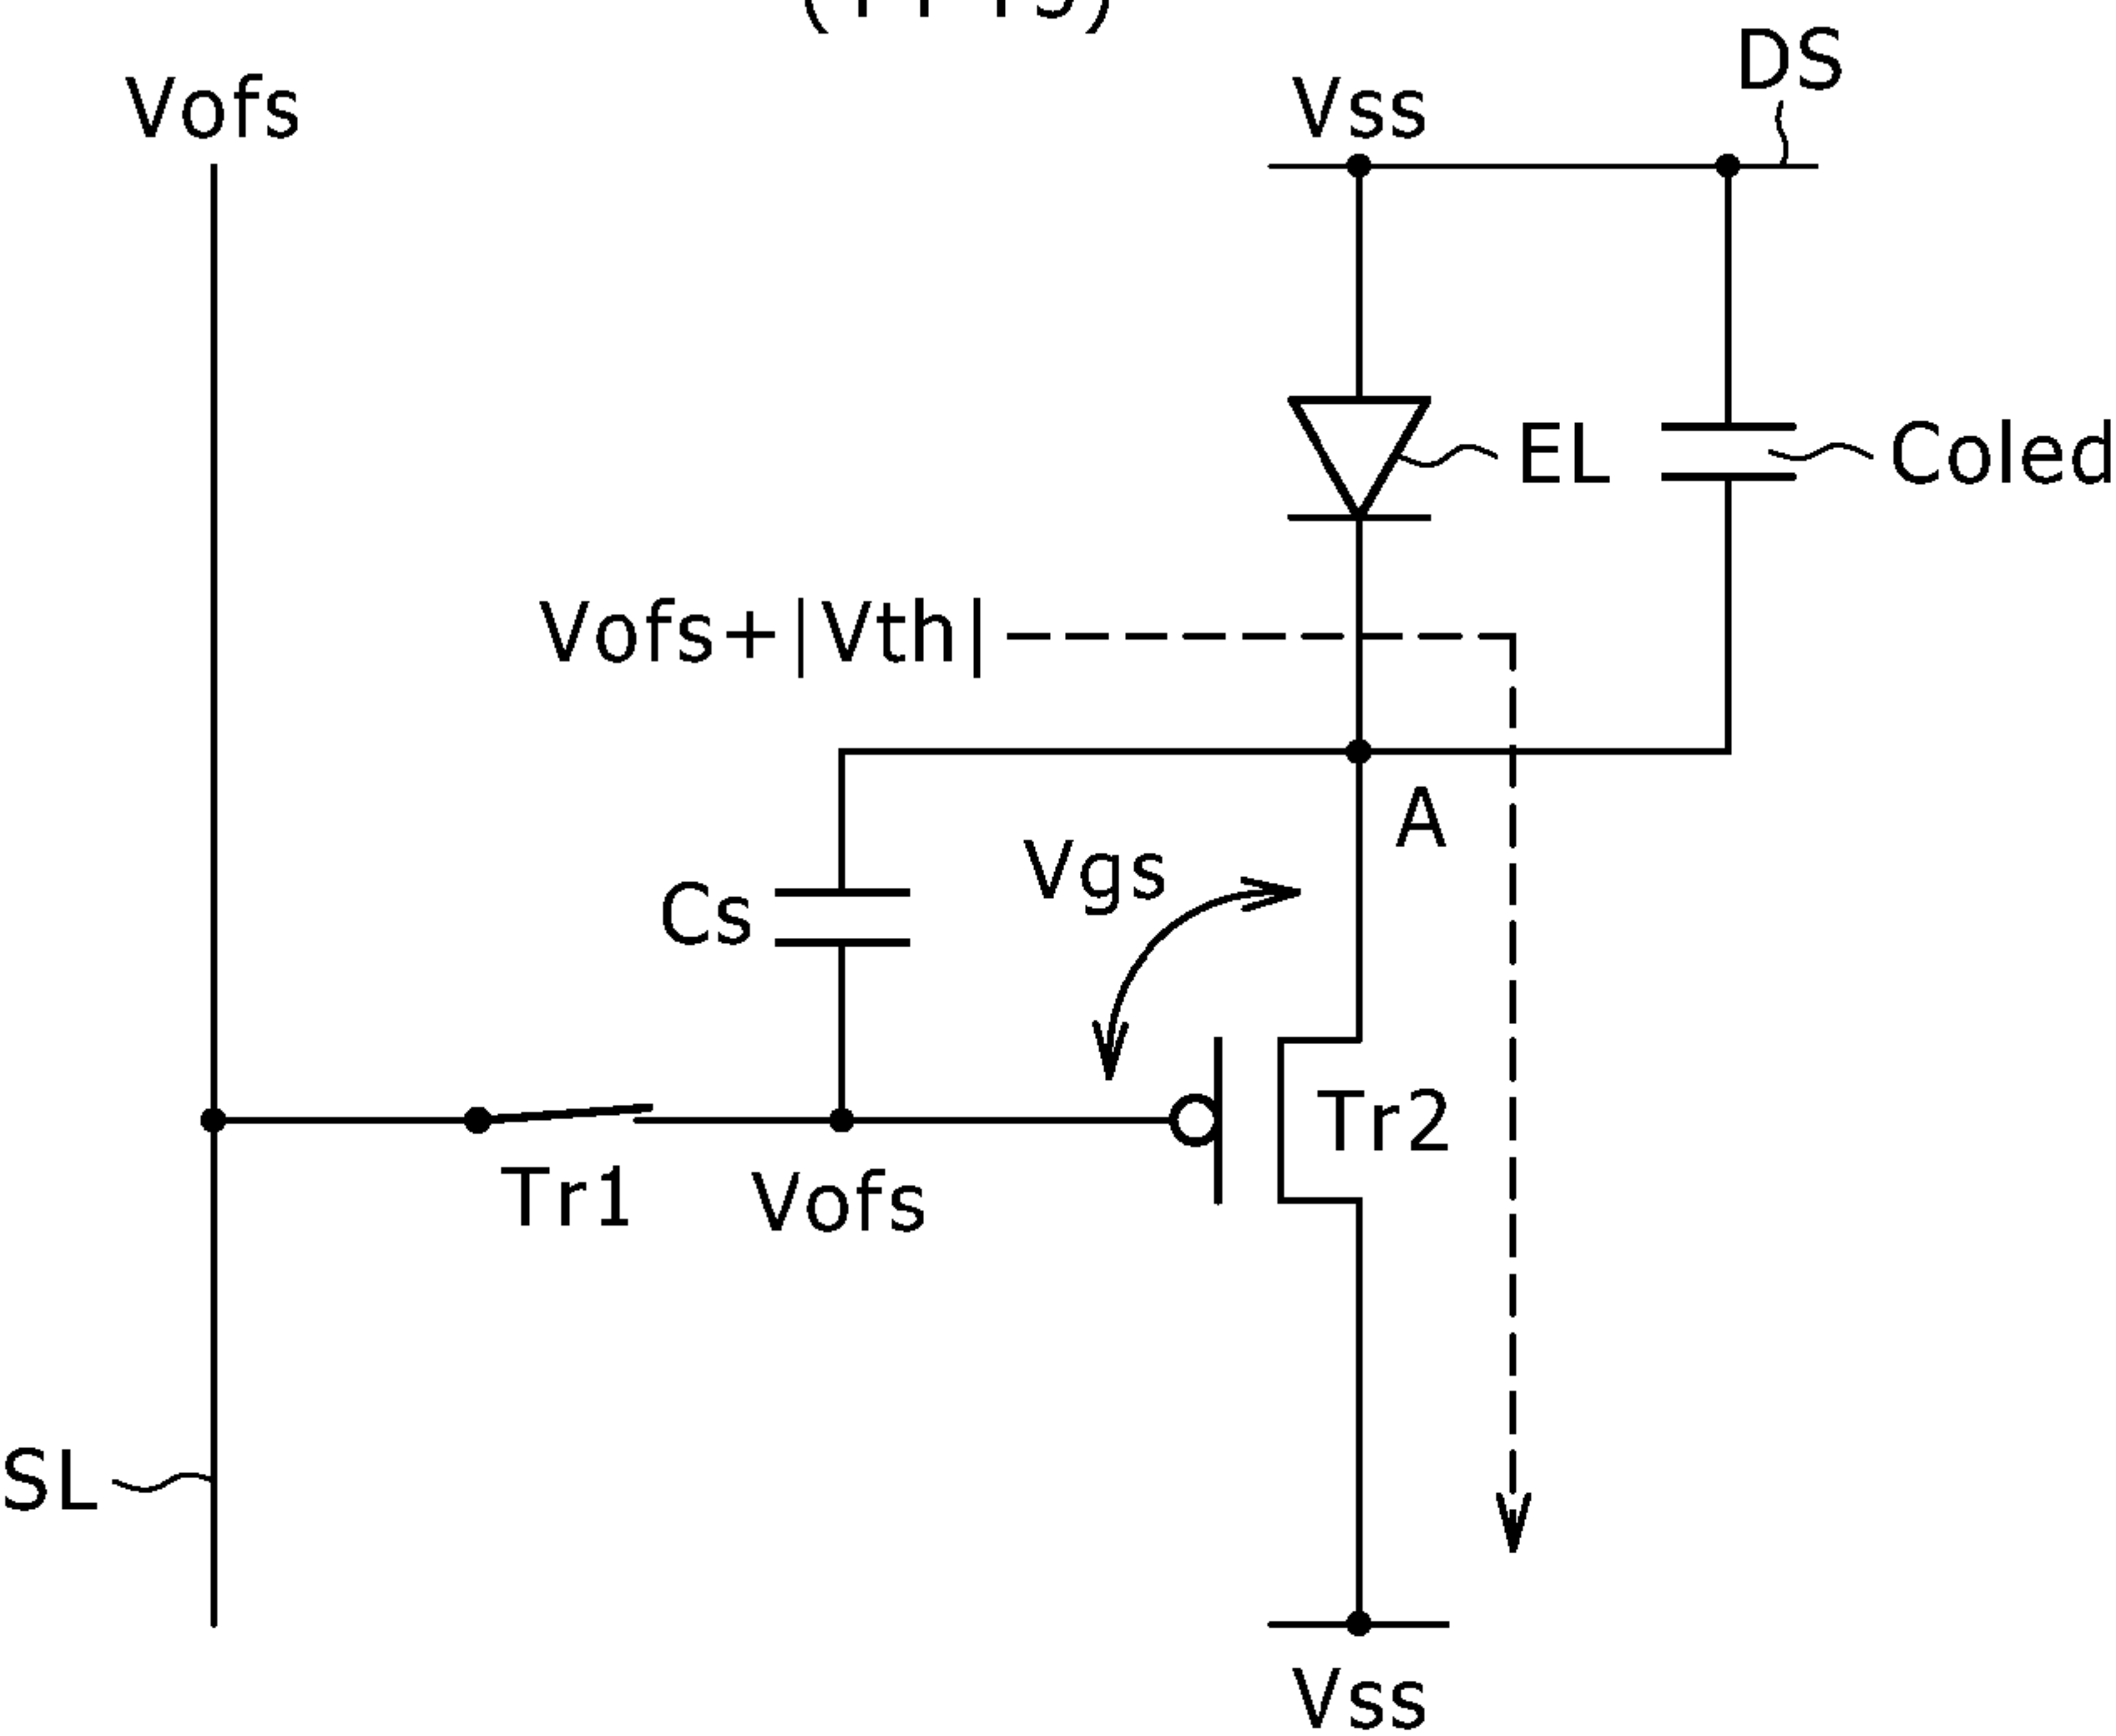 DS
Vofs
Vss
EL
Coled
Vofs+|Vth|
A
Vgs
Cs
Tr2
Tr1
Vofs
SL
Vss